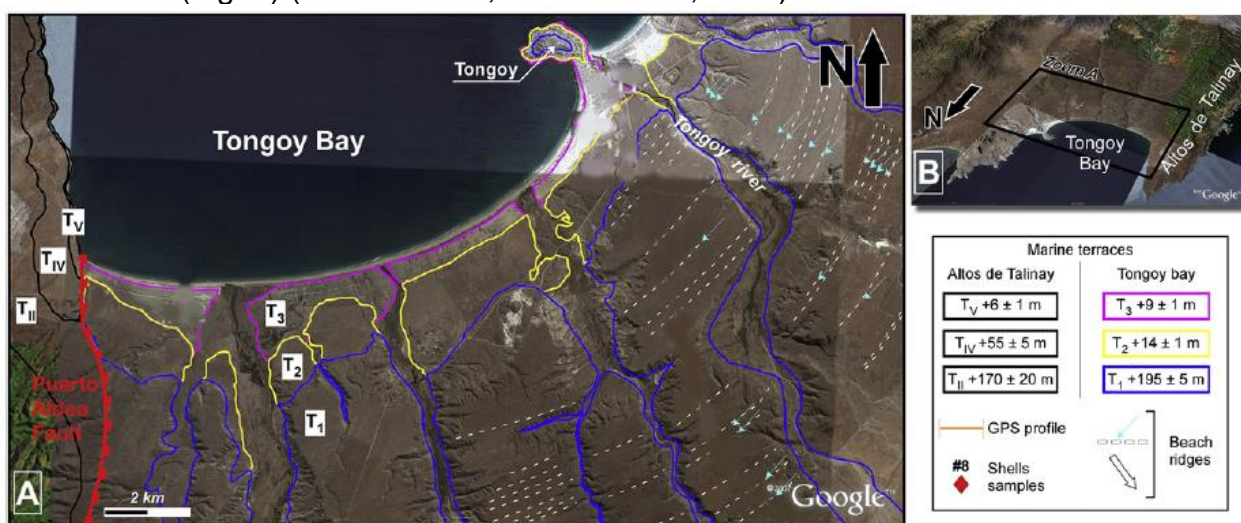 Tongoy
N
Tongoy Bay
Tongoy river
T_V
T_IV
T_II
T_3
T_2
T_1
Puerto
Aldea
Fault
A
2 km
Google
Zoom A
N
Tongoy
Bay
Altos de Talinay
B
Google
Marine terraces
Altos de Talinay
Tongoy bay
T_V +6 ± 1 m
T_3 +9 ± 1 m
T_IV +55 ± 5 m
T_2 +14 ± 1 m
T_II +170 ± 20 m
T_1 +195 ± 5 m
GPS profile
#8
Shells
samples
Beach
ridges